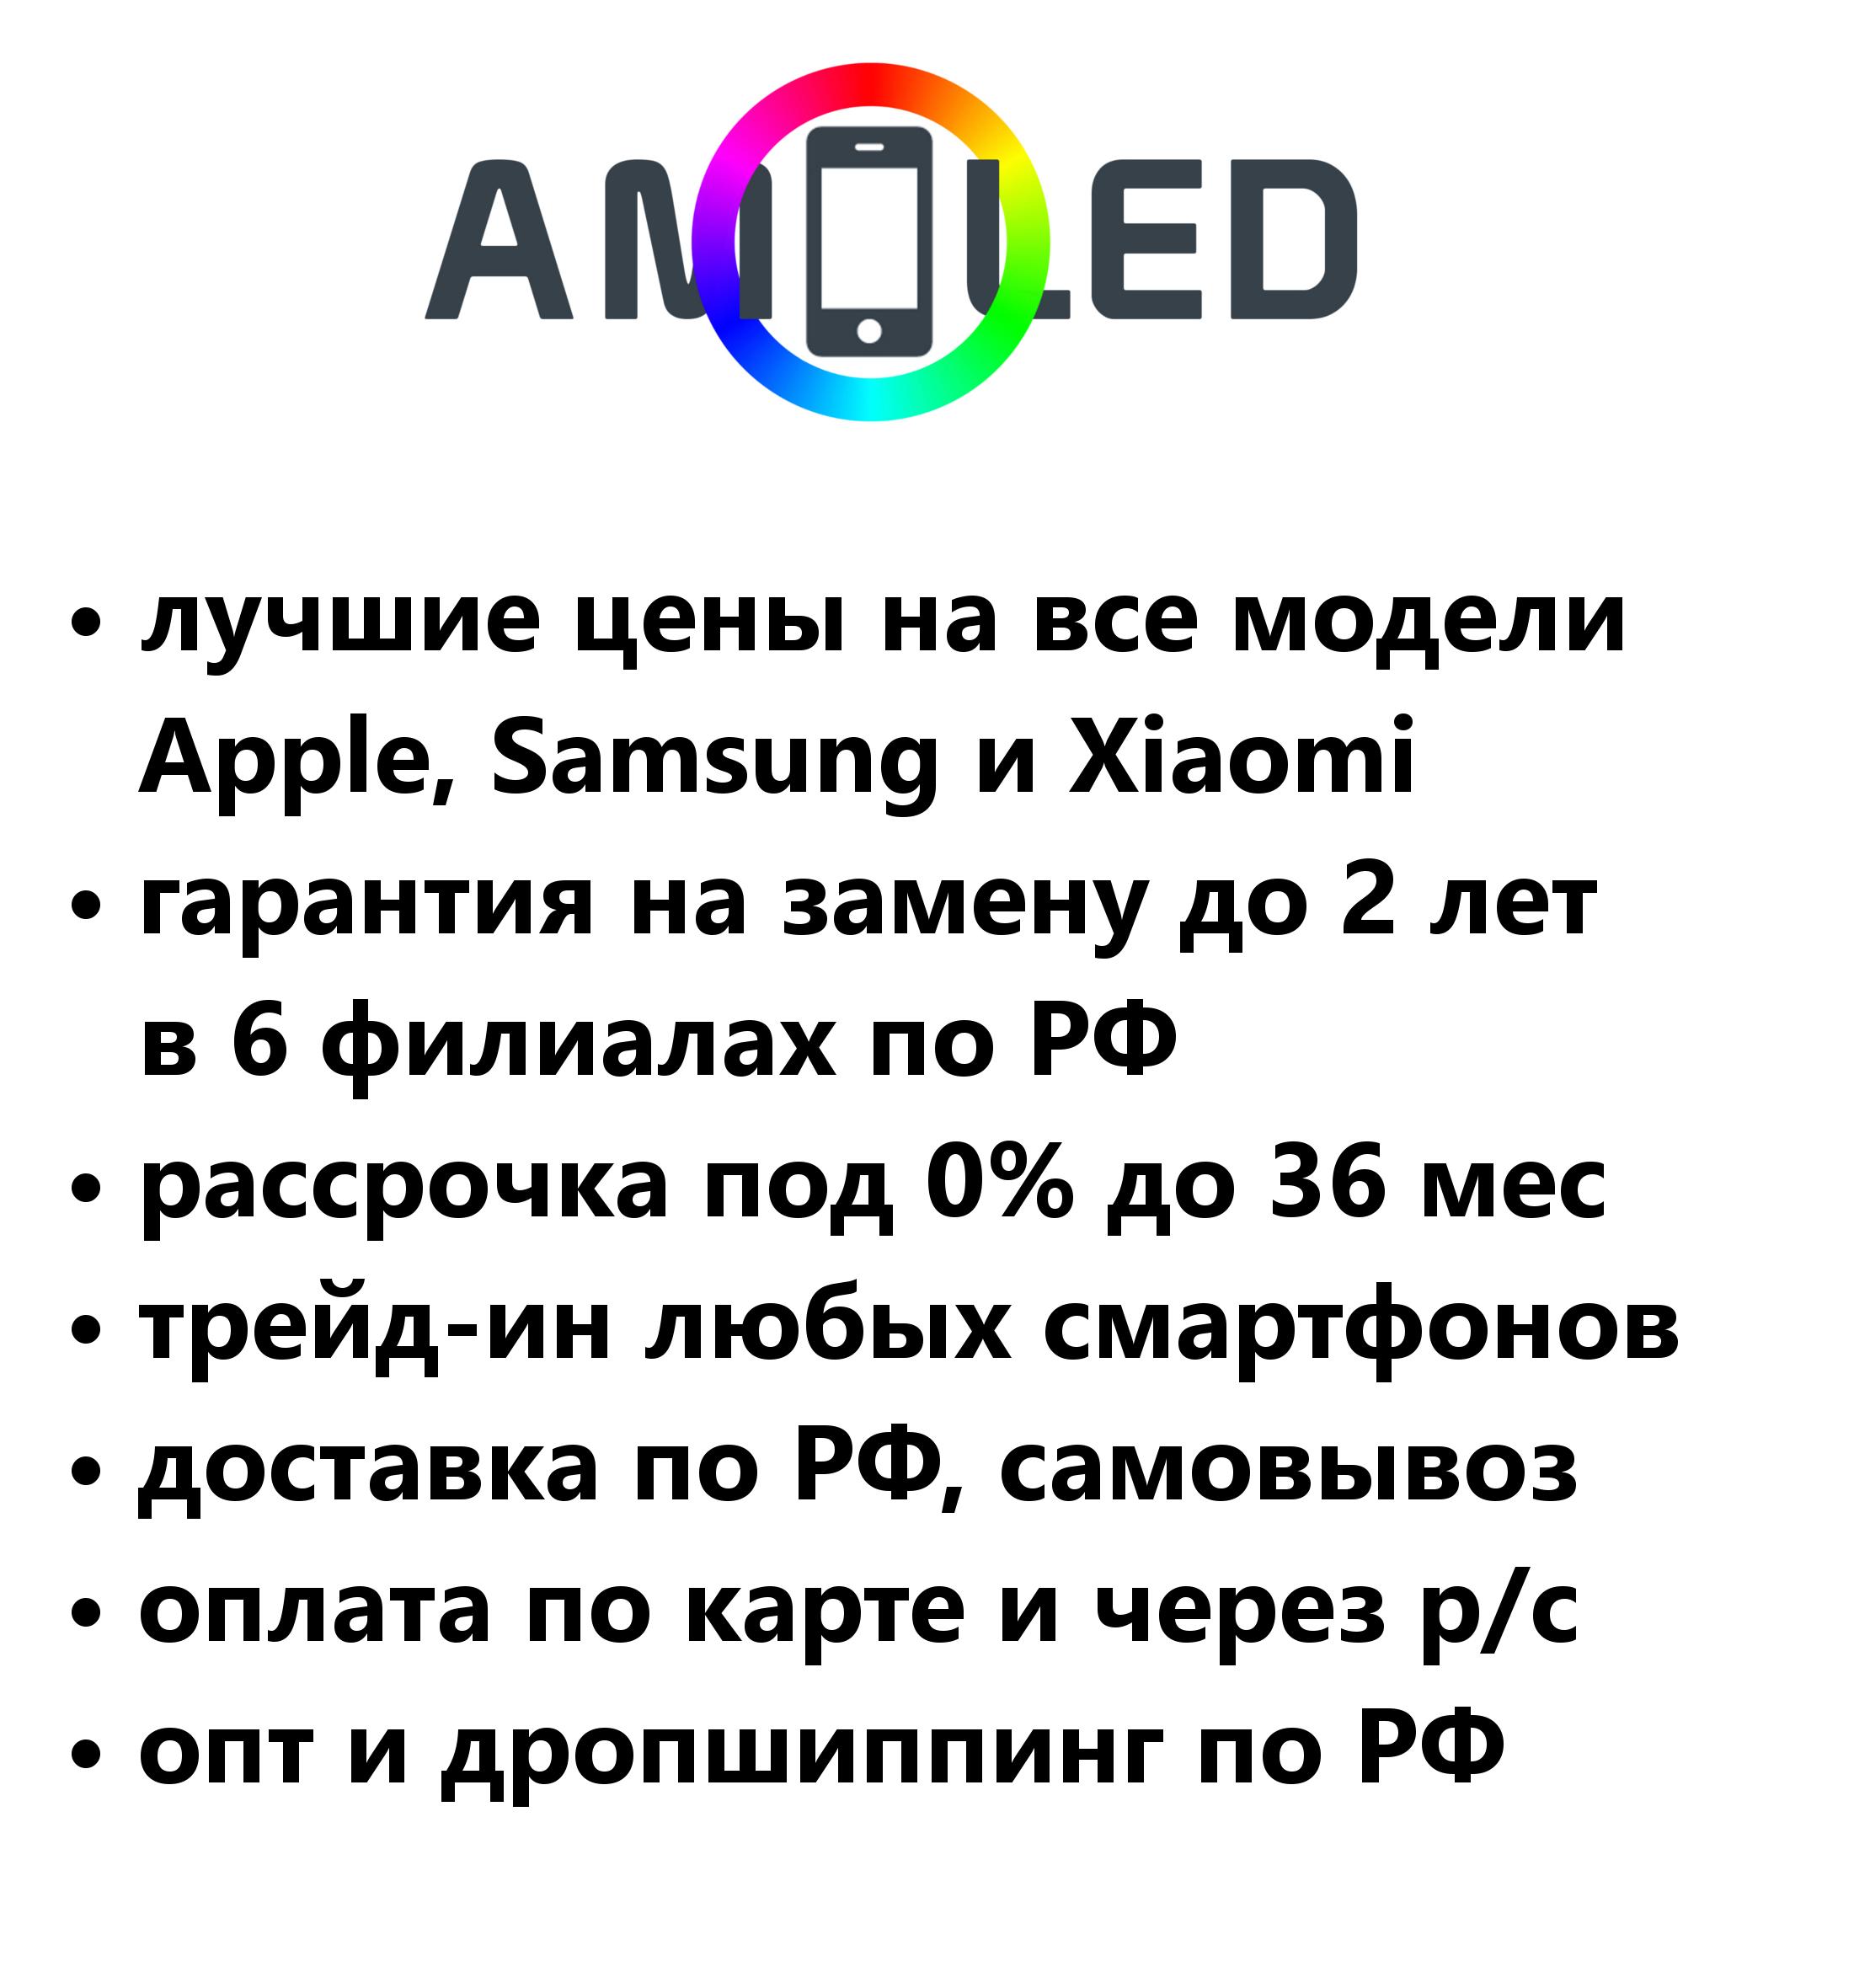 AMOLED
• лучшие цены на все модели
Apple, Samsung и Xiaomi
• гарантия на замену до 2 лет
в 6 филиалах по РФ
• рассрочка под 0% до 36 мес
• трейд-ин любых смартфонов
• доставка по РФ, самовывоз
• оплата по карте и через р/с
• опт и дропшиппинг по РФ